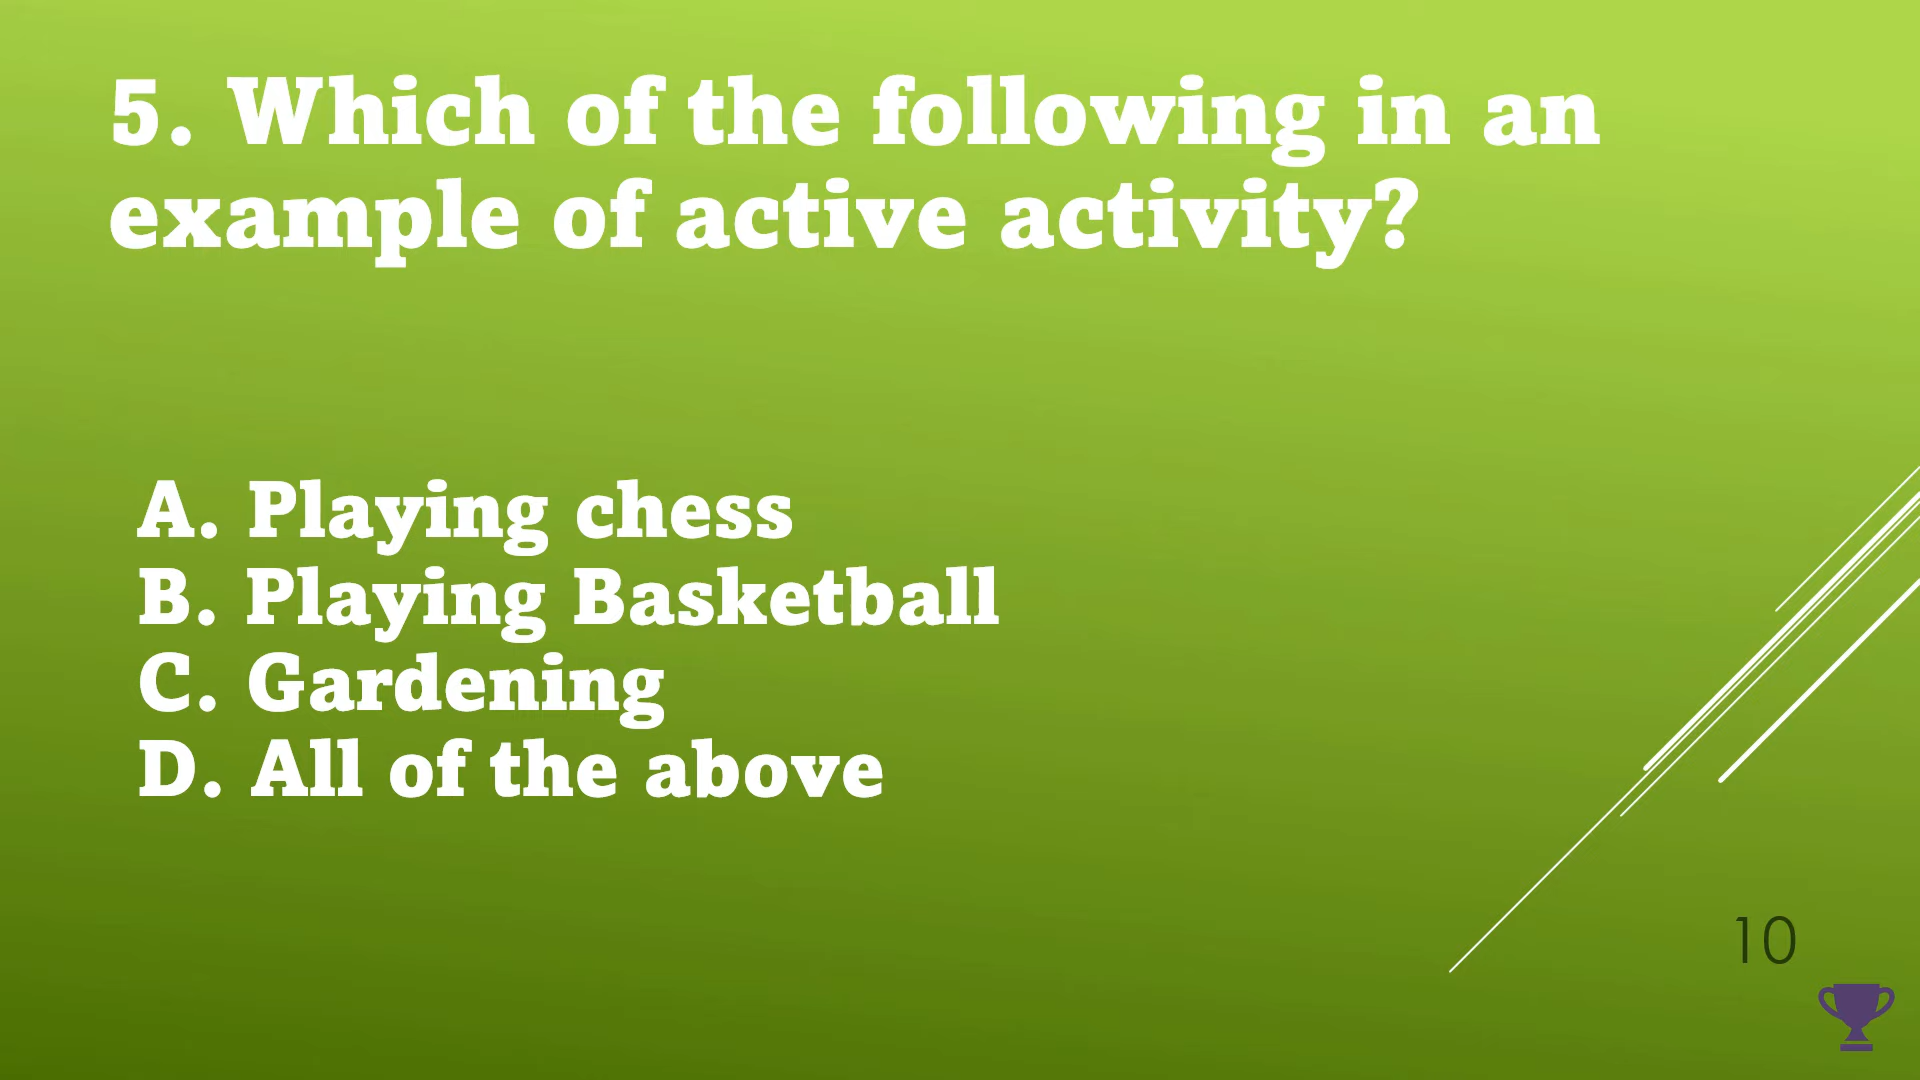 5. Which of the following in an
example of active activity?
A. Playing chess
B. Playing Basketball
C. Gardening
D. All of the above
10